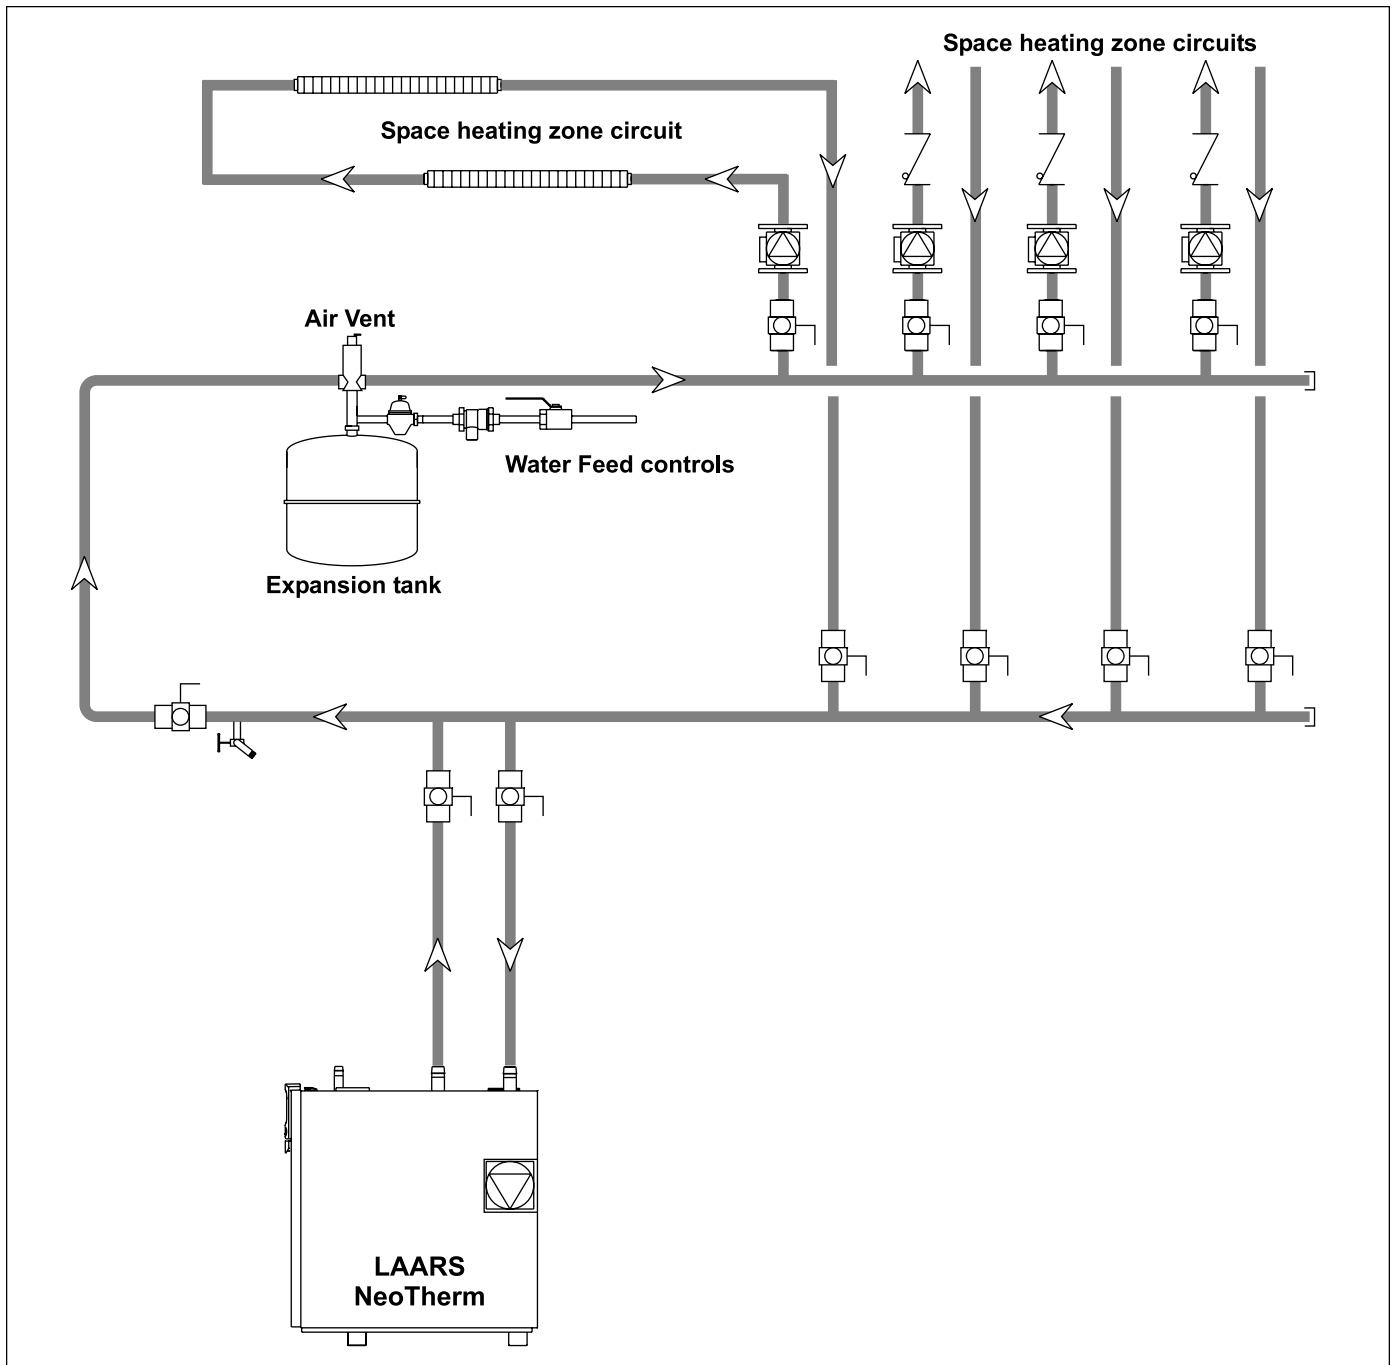 Space heating zone circuits
Space heating zone circuit
Air Vent
Water Feed controls
Expansion tank
LAARS
NeoTherm